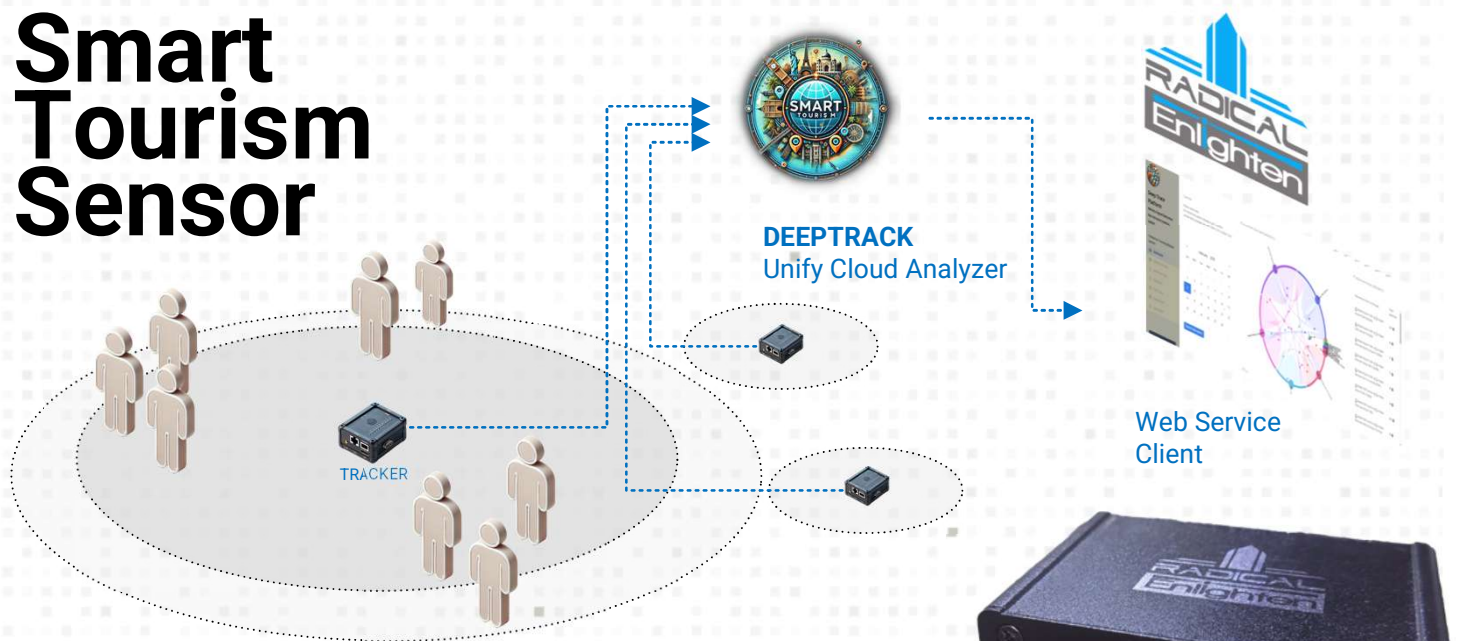 Smart
Tourism
Sensor
SMART
TOURISM
DEEPTRACK
Unify Cloud Analyzer
TRACKER
RADICAL
Enlighten
Web Service
Client
RADICAL
Enlighten